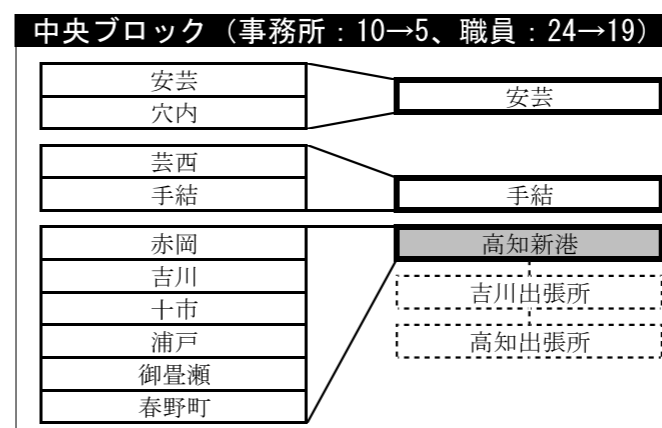 中央ブロック（事務所：10→5、職員：24→19）
安芸
穴内
安芸
芸西
手結
手結
赤岡
吉川
十市
浦戸
御畳瀬
春野町
高知新港
吉川出張所
高知出張所